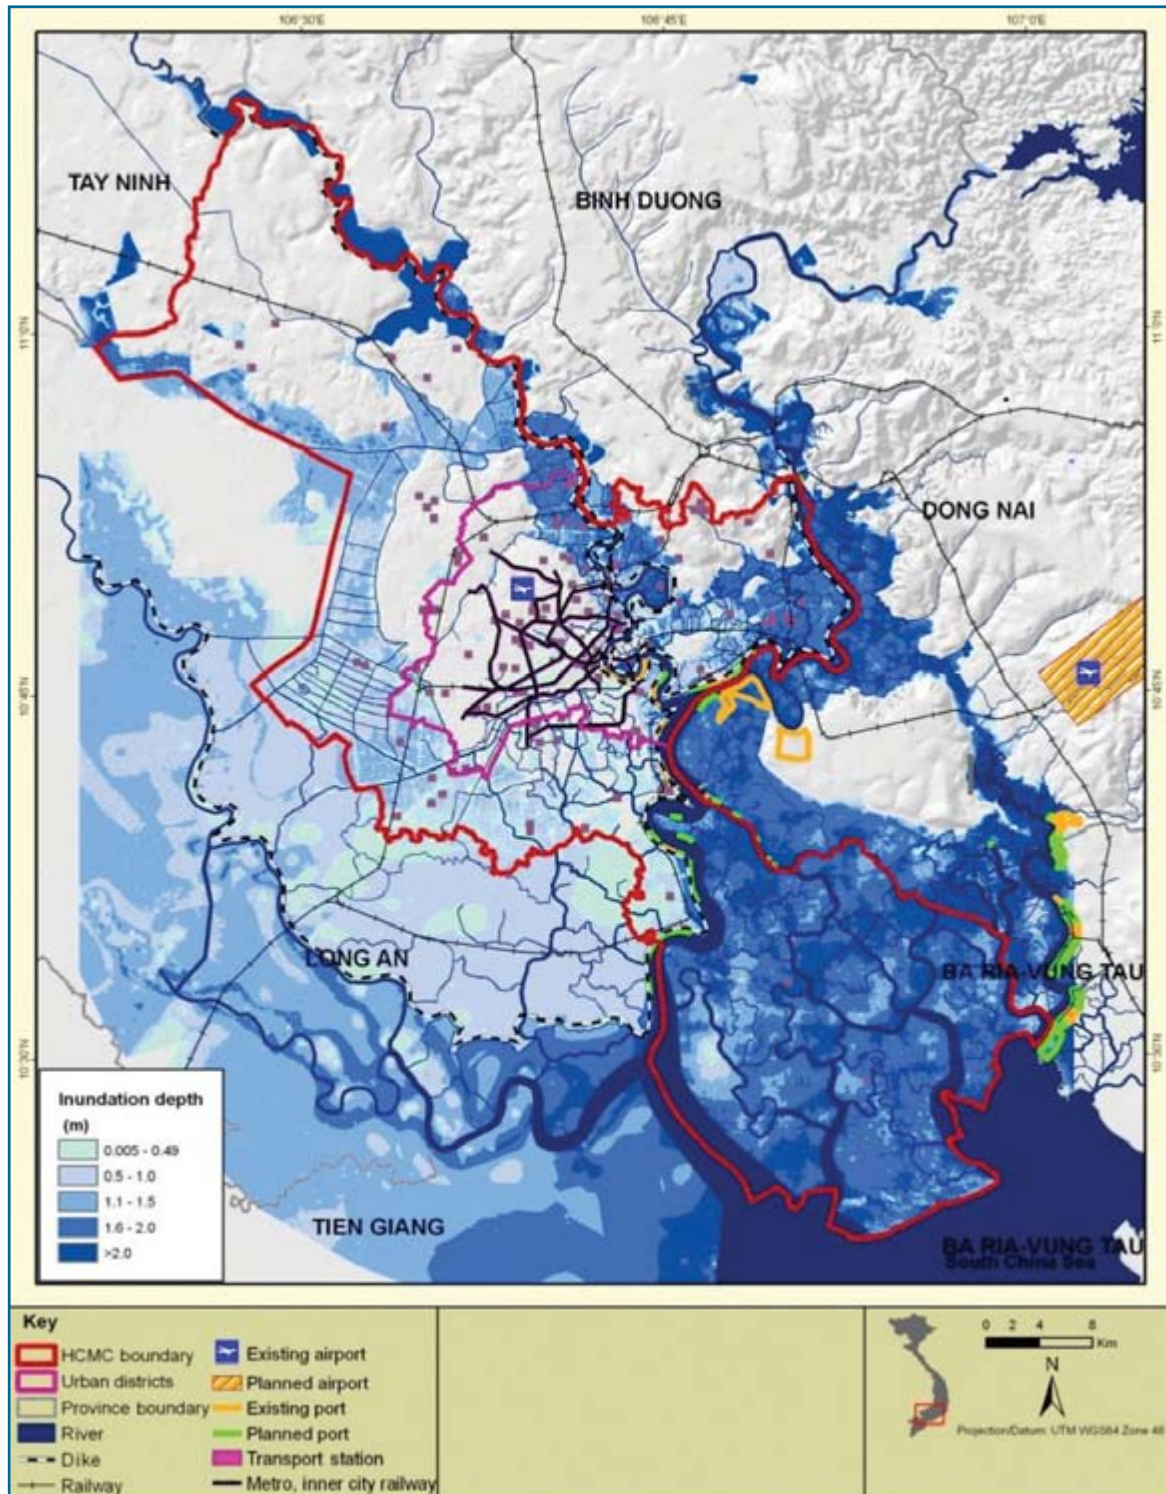 106°30'E 106°45'E 107°0'E
TAY NINH
BINH DUONG
11°0'N 11°0'N
DONG NAI
10°45'N 10°45'N
LONG AN
BA RIA-VUNG TAU
10°30'N 10°30'N
TIEN GIANG
BA RIA-VUNG TAU
South China Sea
Inundation depth
(m)
0.005 - 0.49
0.5 - 1.0
1.1 - 1.5
1.6 - 2.0
>2.0
Key
HCMC boundary
Urban districts
Province boundary
River
Dike
Railway
Existing airport
Planned airport
Existing port
Planned port
Transport station
Metro, inner city railway
0 2 4 8
Km
N
Projection/Datum: UTM WGS84 Zone 48